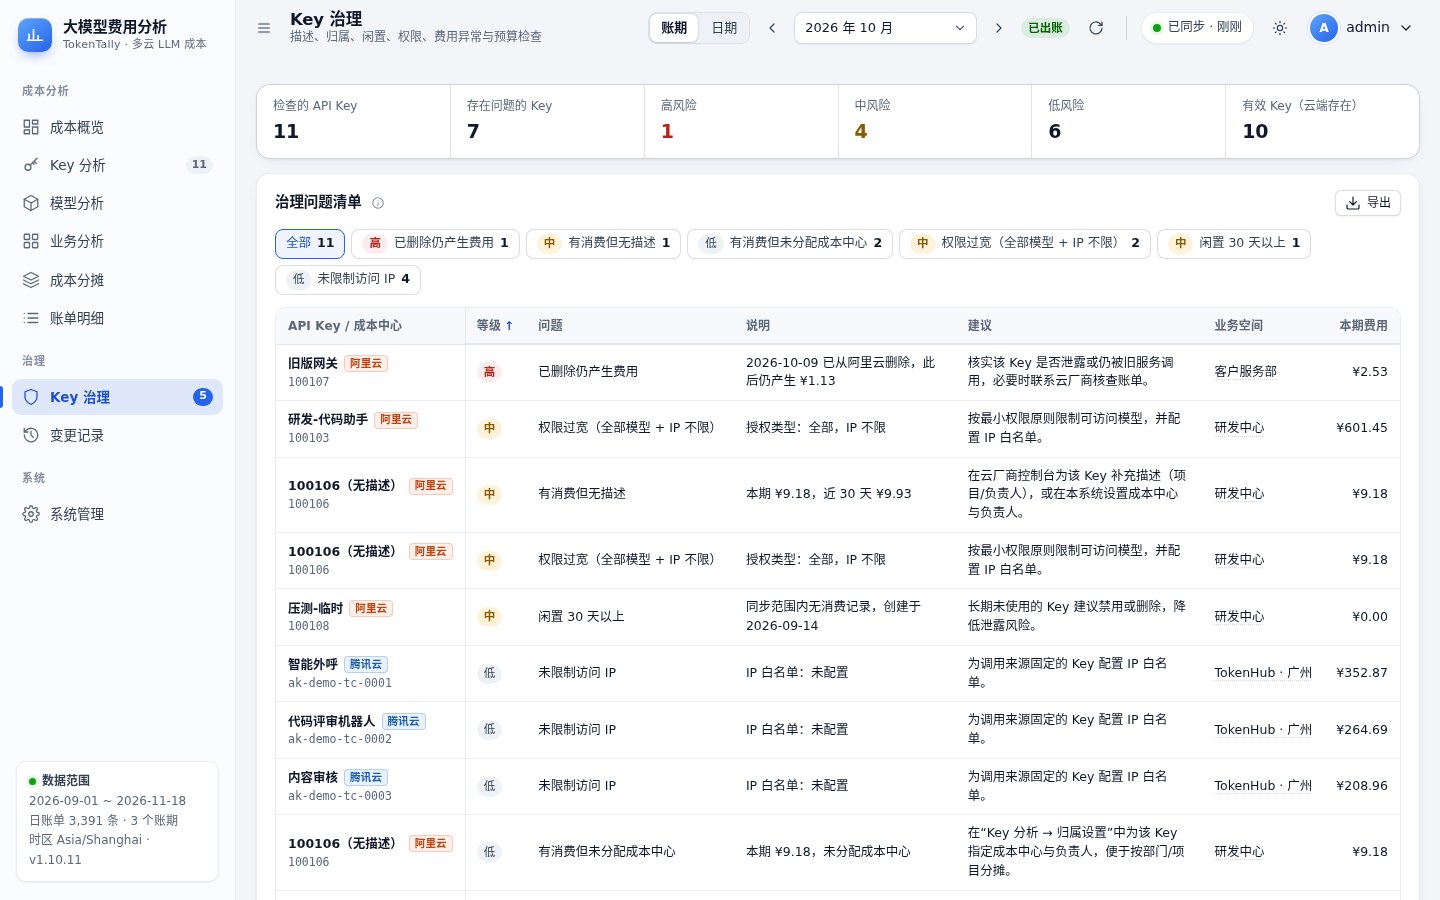 大模型费用分析
TokenTally · 多云 LLM 成本
成本分析
成本概览
Key 分析 11
模型分析
业务分析
成本分摊
账单明细
治理
Key 治理 5
变更记录
系统
系统管理
数据范围
2026-09-01 ~ 2026-11-18
日账单 3,391 条 · 3 个账期
时区 Asia/Shanghai ·
v1.10.11
Key 治理
描述、归属、闲置、权限、费用异常与预算检查
账期 日期 2026 年 10 月 已出账 已同步 · 刚刚 A admin
检查的 API Key 存在问题的 Key 高风险 中风险 低风险 有效 Key（云端存在）
11 7 1 4 6 10
治理问题清单 导出
全部 11 高 已删除仍产生费用 1 中 有消费但无描述 1 低 有消费但未分配成本中心 2 中 权限过宽（全部模型 + IP 不限） 2 中 闲置 30 天以上 1
低 未限制访问 IP 4
API Key / 成本中心 等级 ↑ 问题 说明 建议 业务空间 本期费用
旧版网关 阿里云
100107
高 已删除仍产生费用
2026-10-09 已从阿里云删除，此
后仍产生 ¥1.13
核实该 Key 是否泄露或仍被旧服务调
用，必要时联系云厂商核查账单。
客户服务部 ¥2.53
研发-代码助手 阿里云
100103
中 权限过宽（全部模型 + IP 不限） 授权类型：全部，IP 不限
按最小权限原则限制可访问模型，并配
置 IP 白名单。
研发中心 ¥601.45
100106（无描述） 阿里云
100106
中 有消费但无描述 本期 ¥9.18，近 30 天 ¥9.93
在云厂商控制台为该 Key 补充描述（项
目/负责人），或在本系统设置成本中心
与负责人。
研发中心 ¥9.18
100106（无描述） 阿里云
100106
中 权限过宽（全部模型 + IP 不限） 授权类型：全部，IP 不限
按最小权限原则限制可访问模型，并配
置 IP 白名单。
研发中心 ¥9.18
压测-临时 阿里云
100108
中 闲置 30 天以上
同步范围内无消费记录，创建于
2026-09-14
长期未使用的 Key 建议禁用或删除，降
低泄露风险。
研发中心 ¥0.00
智能外呼 腾讯云
ak-demo-tc-0001
低 未限制访问 IP IP 白名单：未配置
为调用来源固定的 Key 配置 IP 白名
单。
TokenHub · 广州 ¥352.87
代码评审机器人 腾讯云
ak-demo-tc-0002
低 未限制访问 IP IP 白名单：未配置
为调用来源固定的 Key 配置 IP 白名
单。
TokenHub · 广州 ¥264.69
内容审核 腾讯云
ak-demo-tc-0003
低 未限制访问 IP IP 白名单：未配置
为调用来源固定的 Key 配置 IP 白名
单。
TokenHub · 广州 ¥208.96
100106（无描述） 阿里云
100106
低 有消费但未分配成本中心 本期 ¥9.18，未分配成本中心
在“Key 分析 → 归属设置”中为该 Key
指定成本中心与负责人，便于按部门/项
目分摊。
研发中心 ¥9.18